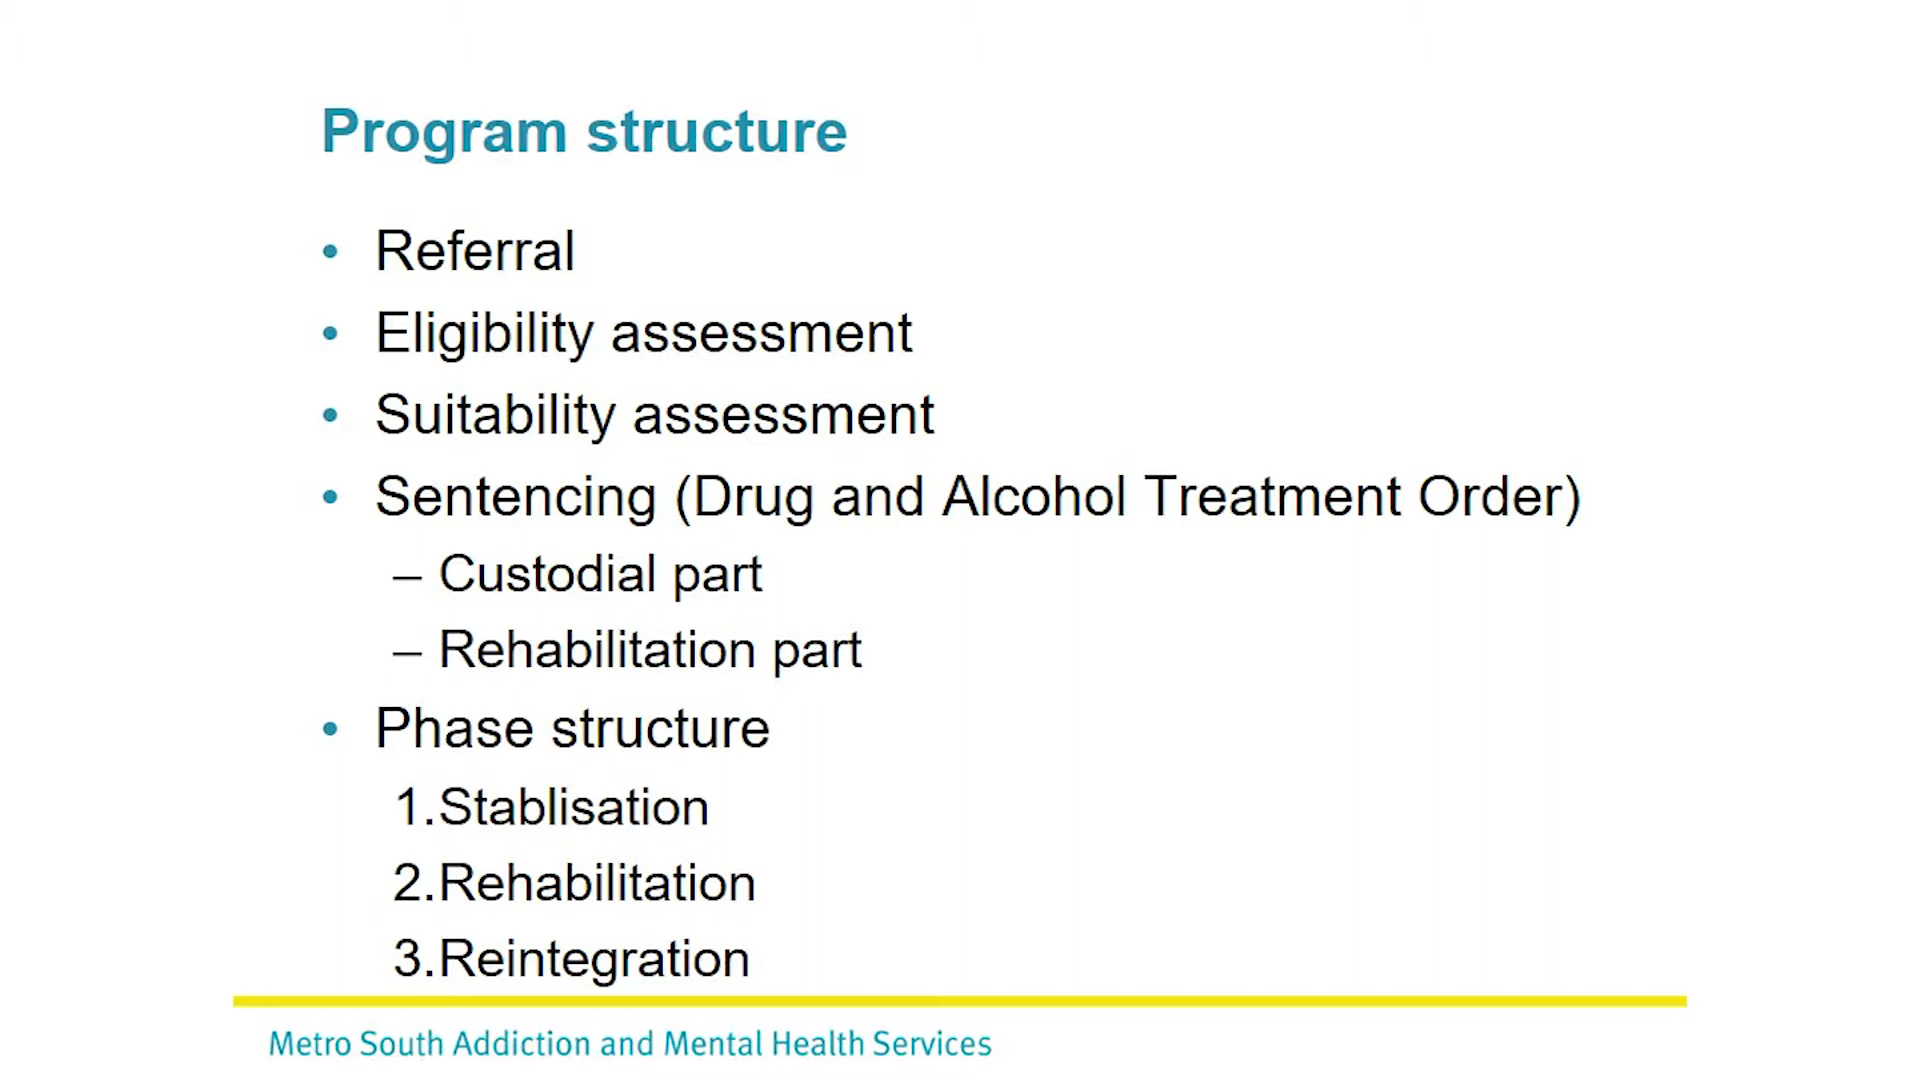 Program structure
• Referral
• Eligibility assessment
• Suitability assessment
• Sentencing (Drug and Alcohol Treatment Order)
– Custodial part
– Rehabilitation part
• Phase structure
1.Stablisation
2.Rehabilitation
3.Reintegration
Metro South Addiction and Mental Health Services